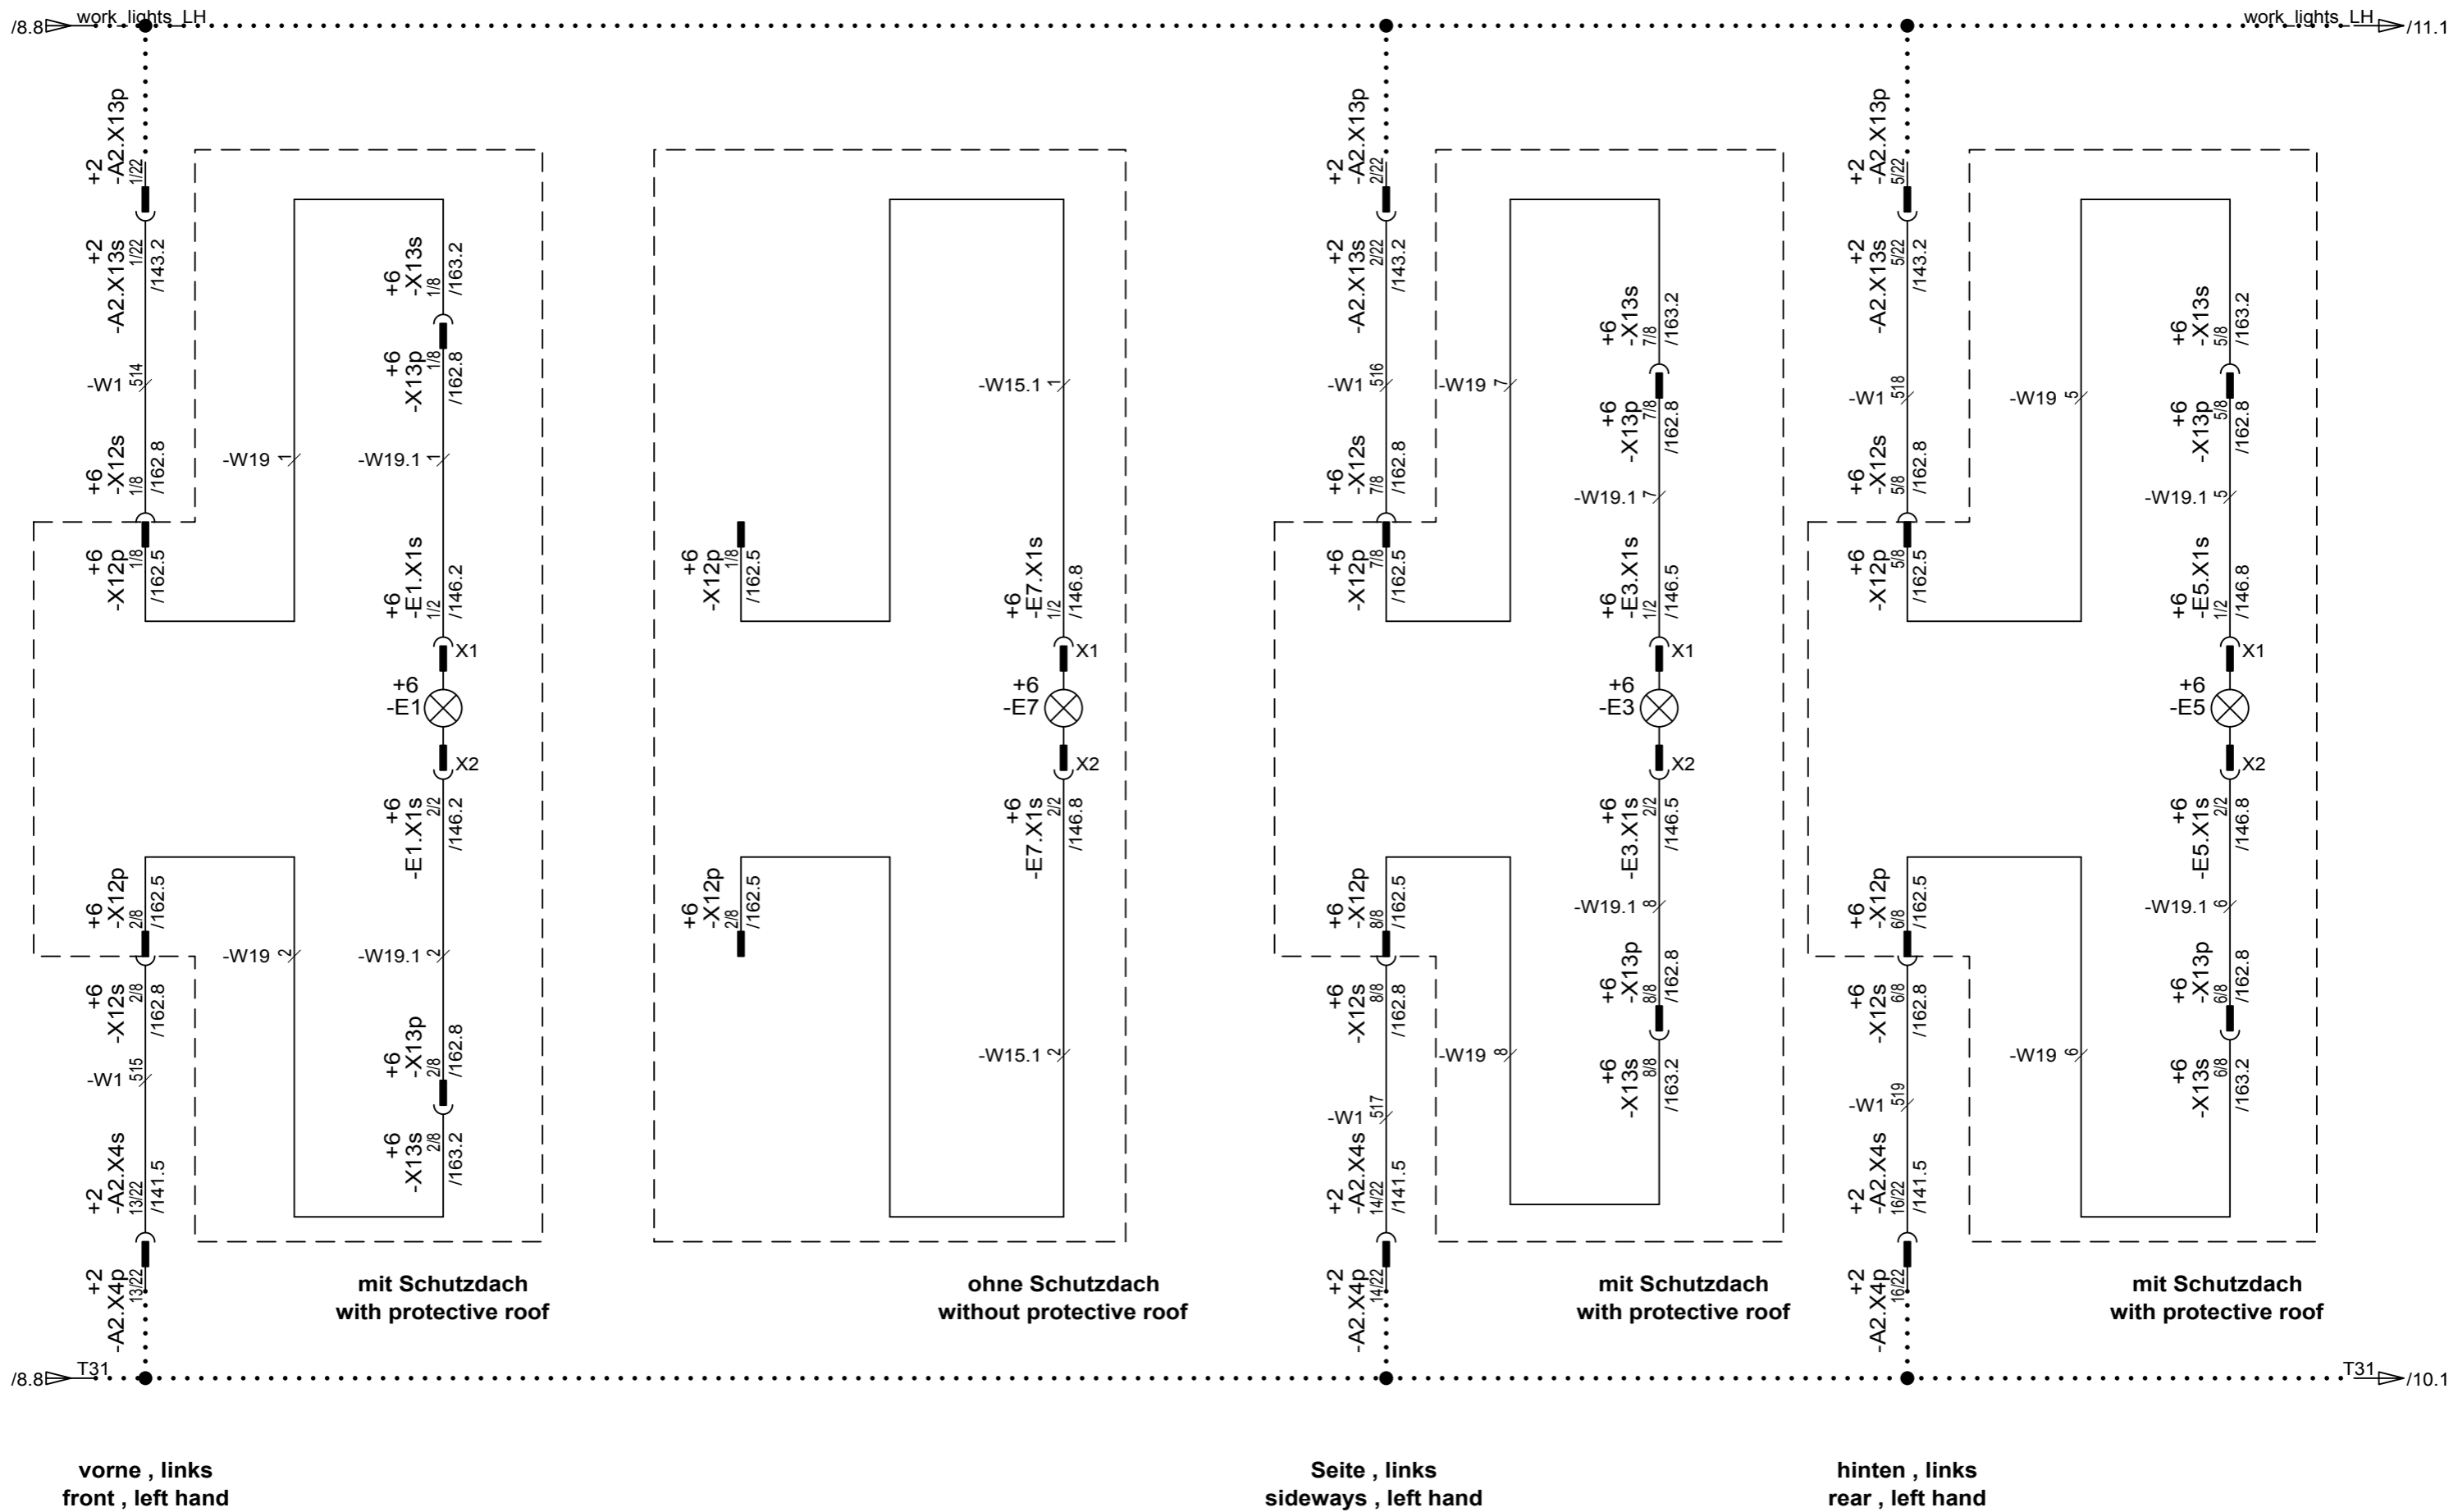 /8.8 work_lights_LH
work_lights_LH /11.1
+2
-A2.X13p
1/22
+2
-A2.X13s
1/22
/143.2
-W1 514
+6
-X12s
1/8
/162.8
+6
-X12p
1/8
/162.5
-W19 1
+6
-X13s
1/8
/163.2
+6
-X13p
1/8
/162.8
-W19.1 1
+6
-E1.X1s
1/2
/146.2
X1
+6
-E1
X2
+6
-E1.X1s
2/2
/146.2
+6
-X12p
2/8
/162.5
+6
-X12s
2/8
/162.8
-W19 2
-W19.1 2
-W1 515
+6
-X13p
2/8
/162.8
+6
-X13s
2/8
/163.2
+2
-A2.X4s
13/22
/141.5
+2
-A2.X4p
13/22
mit Schutzdach
with protective roof
-W15.1 1
+6
-X12p
1/8
/162.5
+6
-E7.X1s
1/2
/146.8
X1
+6
-E7
X2
+6
-E7.X1s
2/2
/146.8
+6
-X12p
2/8
/162.5
-W15.1 2
ohne Schutzdach
without protective roof
+2
-A2.X13p
2/22
+2
-A2.X13s
2/22
/143.2
-W1 516
+6
-X12s
7/8
/162.8
+6
-X12p
7/8
/162.5
-W19 7
+6
-X13s
7/8
/163.2
+6
-X13p
7/8
/162.8
-W19.1 7
+6
-E3.X1s
1/2
/146.5
X1
+6
-E3
X2
+6
-E3.X1s
2/2
/146.5
+6
-X12p
8/8
/162.5
-W19.1 8
+6
-X12s
8/8
/162.8
+6
-X13p
8/8
/162.8
-W19 8
+6
-X13s
8/8
/163.2
-W1 517
+2
-A2.X4s
14/22
/141.5
+2
-A2.X4p
14/22
mit Schutzdach
with protective roof
+2
-A2.X13p
5/22
+2
-A2.X13s
5/22
/143.2
-W1 518
+6
-X12s
5/8
/162.8
+6
-X12p
5/8
/162.5
-W19 5
+6
-X13s
5/8
/163.2
+6
-X13p
5/8
/162.8
-W19.1 5
+6
-E5.X1s
1/2
/146.8
X1
+6
-E5
X2
+6
-E5.X1s
2/2
/146.8
+6
-X12p
6/8
/162.5
-W19.1 6
+6
-X12s
6/8
/162.8
+6
-X13p
6/8
/162.8
-W19 6
+6
-X13s
6/8
/163.2
-W1 519
+2
-A2.X4s
16/22
/141.5
+2
-A2.X4p
16/22
mit Schutzdach
with protective roof
/8.8 T31
T31 /10.1
vorne , links
front , left hand
Seite , links
sideways , left hand
hinten , links
rear , left hand